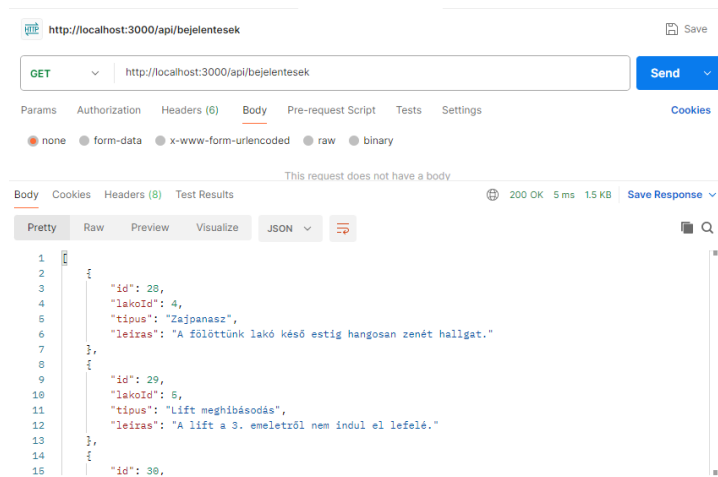 HTTP http://localhost:3000/api/bejelentesek Save
GET http://localhost:3000/api/bejelentesek Send
Params Authorization Headers (6) Body Pre-request Script Tests Settings Cookies
none form-data x-www-form-urlencoded raw binary
This request does not have a body
Body Cookies Headers (8) Test Results 200 OK 5 ms 1.5 KB Save Response
Pretty Raw Preview Visualize JSON
1 [
2 {
3 "id": 28,
4 "lakoId": 4,
5 "tipus": "Zajpanasz",
6 "leiras": "A fölöttünk lakó késő estig hangosan zenét hallgat."
7 },
8 {
9 "id": 29,
10 "lakoId": 5,
11 "tipus": "Lift meghibásodás",
12 "leiras": "A lift a 3. emeletről nem indul el lefelé."
13 },
14 {
15 "id": 30,